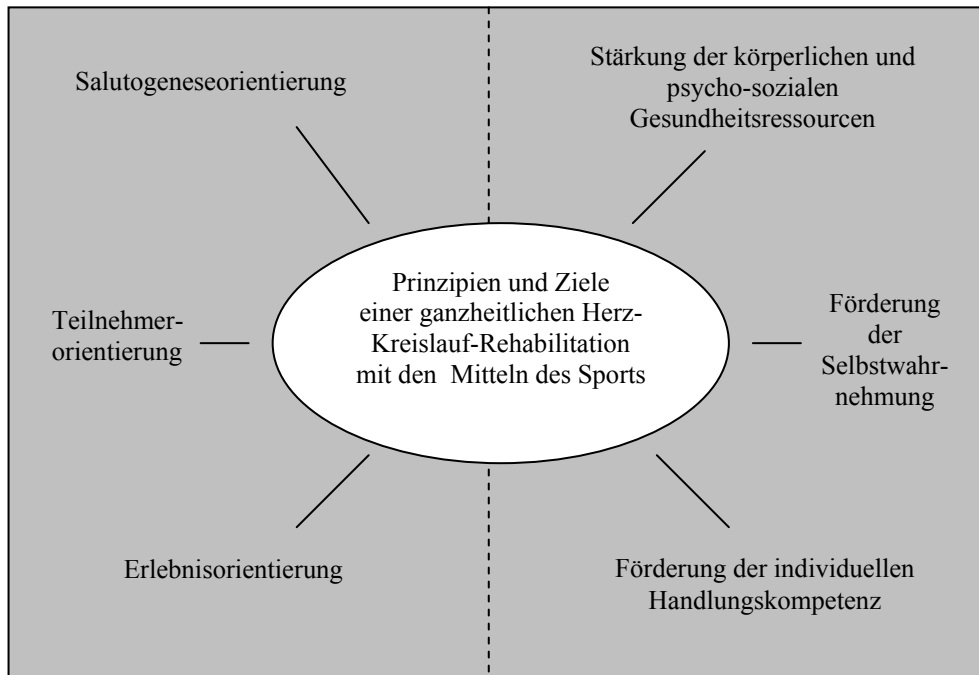 Salutogeneseorientierung
Stärkung der körperlichen und
psycho-sozialen
Gesundheitsressourcen
Prinzipien und Ziele
einer ganzheitlichen Herz-
Kreislauf-Rehabilitation
mit den Mitteln des Sports
Teilnehmer-
orientierung
Förderung
der
Selbstwahr-
nehmung
Erlebnisorientierung
Förderung der individuellen
Handlungskompetenz